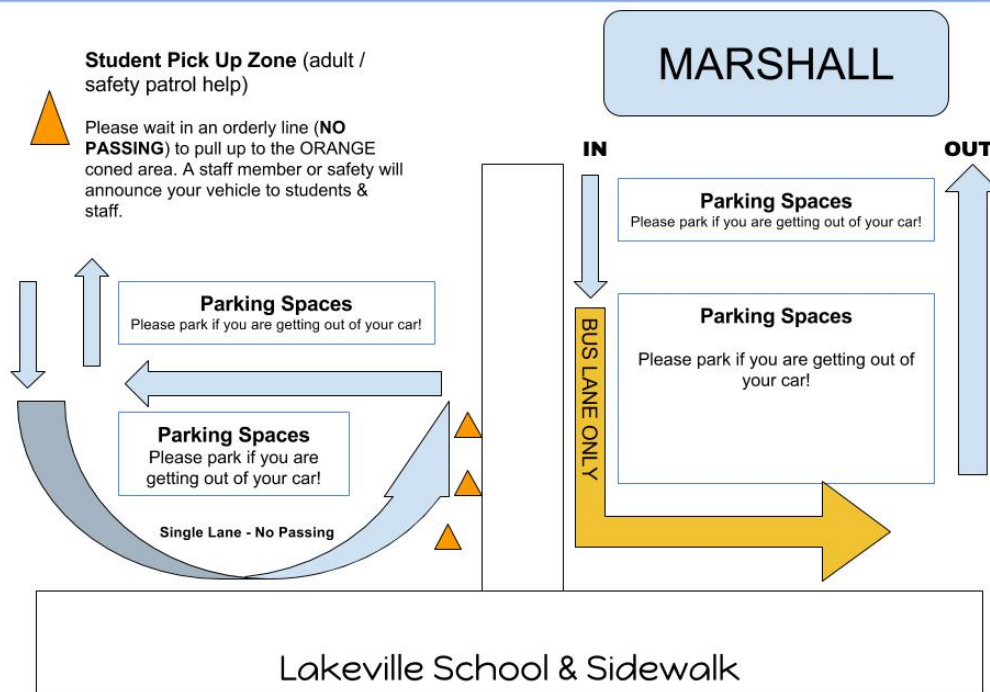 Student Pick Up Zone (adult /
safety patrol help)
Please wait in an orderly line (NO
PASSING) to pull up to the ORANGE
coned area. A staff member or safety will
announce your vehicle to students &
staff.
MARSHALL
IN
OUT
Parking Spaces
Please park if you are getting out of your car!
Parking Spaces
Please park if you are getting out of
your car!
BUS LANE ONLY
Parking Spaces
Please park if you are getting out of your car!
Parking Spaces
Please park if you are
getting out of your car!
Single Lane - No Passing
Lakeville School & Sidewalk